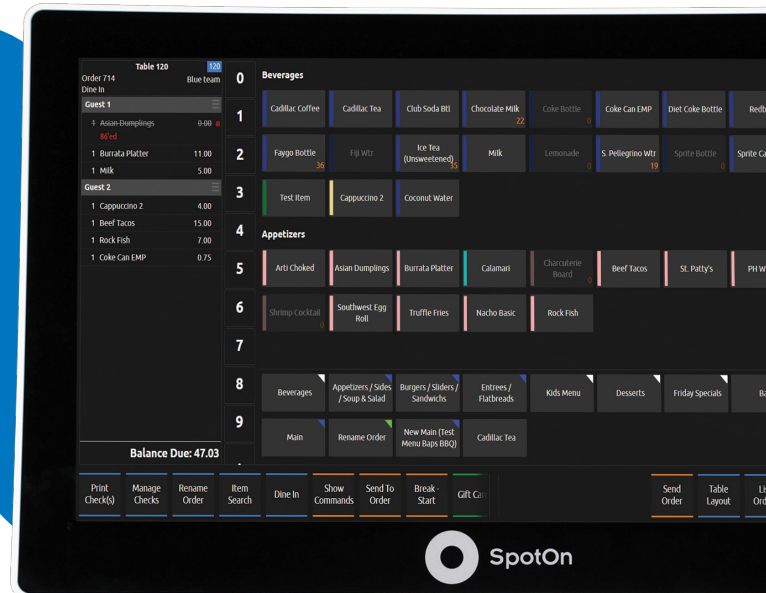 Table 120
120
Order 714
Blue team
Dine In
Guest 1
1 Asian Dumplings 0.00
86'ed
1 Burrata Platter 11.00
1 Milk 5.00
Guest 2
1 Cappuccino 2 4.00
1 Beef Tacos 15.00
1 Rock Fish 7.00
1 Coke Can EMP 0.75
Balance Due: 47.03
0
1
2
3
4
5
6
7
8
9
Beverages
Cadillac Coffee
Cadillac Tea
Club Soda Btl
Chocolate Milk
22
Coke Bottle
0
Coke Can EMP
Diet Coke Bottle
Redb
Faygo Bottle
36
Fiji Wtr
Ice Tea
(Unsweetened)
35
Milk
Lemonade
0
S. Pellegrino Wtr
19
Sprite Bottle
0
Sprite Ca
Test Item
Cappuccino 2
Coconut Water
Appetizers
Arti Choked
Asian Dumplings
Burrata Platter
Calamari
Charcuterie
Board
0
Beef Tacos
St. Patty's
PH W
Shrimp Cocktail
0
Southwest Egg
Roll
Truffle Fries
Nacho Basic
Rock Fish
Beverages
Appetizers / Sides
/ Soup & Salad
Burgers / Sliders /
Sandwichs
Entrees /
Flatbreads
Kids Menu
Desserts
Friday Specials
Ba
Main
Rename Order
New Main (Test
Menu Baps BBQ)
Cadillac Tea
Print
Check(s)
Manage
Checks
Rename
Order
Item
Search
Dine In
Show
Commands
Send To
Order
Break -
Start
Gift Car
Send
Order
Table
Layout
Lis
Ord
SpotOn